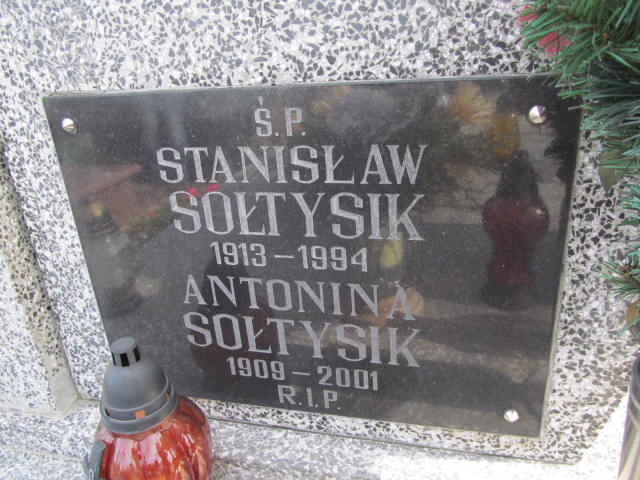 Ś.P.
STANISŁAW
SOŁTYSIK
1913 – 1994
ANTONINA
SOŁTYSIK
1909 – 2001
R.I.P.